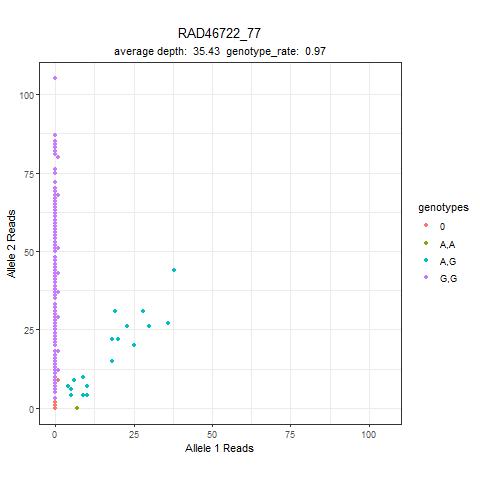 RAD46722_77
average depth:  35.43  genotype_rate:  0.97
100
75
50
25
0
Allele 2 Reads
0 25 50 75 100
Allele 1 Reads
genotypes
0
A,A
A,G
G,G